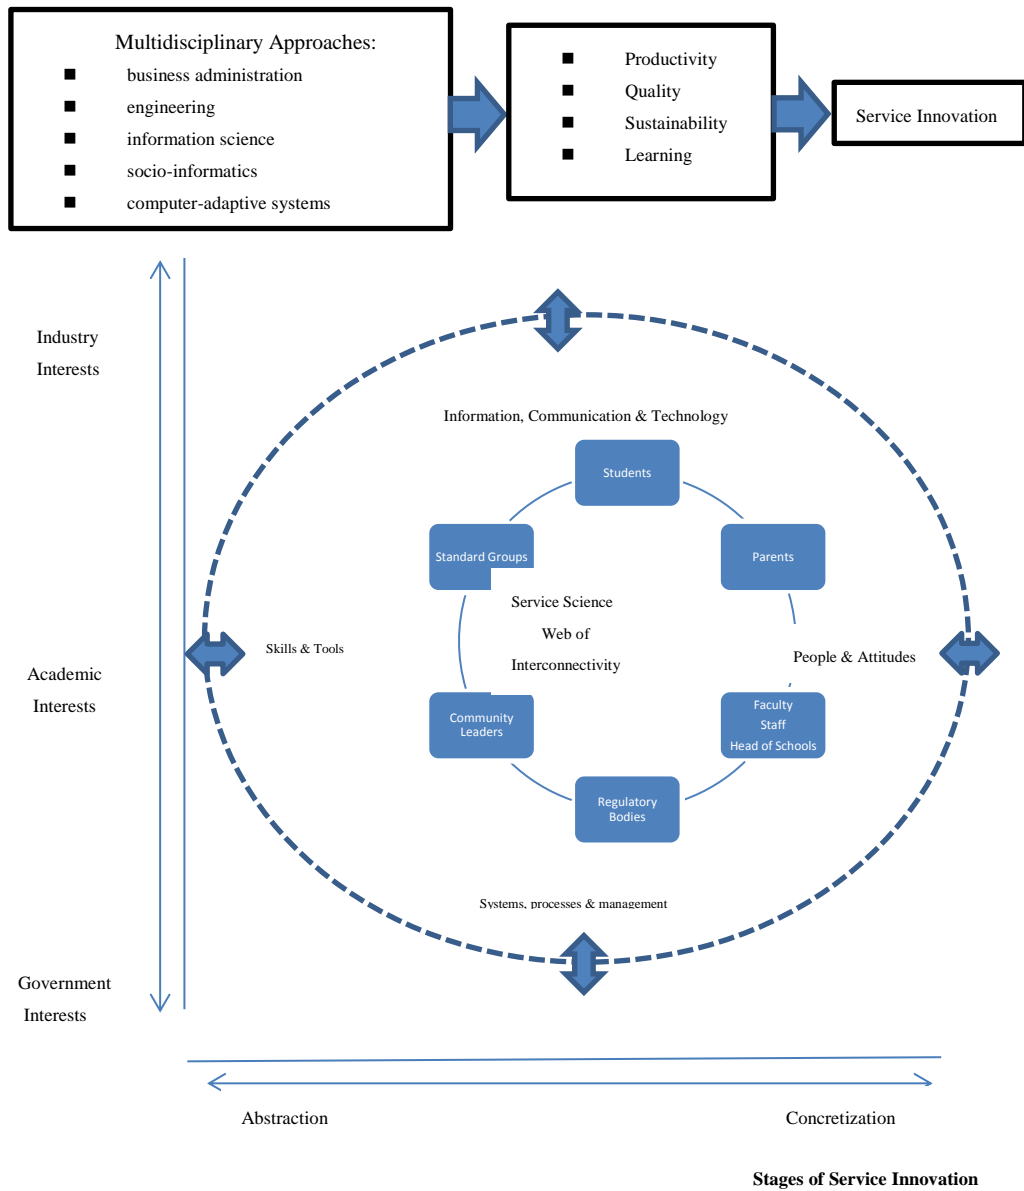 Multidisciplinary Approaches:
■ business administration
■ engineering
■ information science
■ socio-informatics
■ computer-adaptive systems
■ Productivity
■ Quality
■ Sustainability
■ Learning
Service Innovation
Industry
Interests
Academic
Interests
Government
Interests
Information, Communication & Technology
Students
Standard Groups
Parents
Service Science
Web of
Interconnectivity
Skills & Tools
People & Attitudes
Community
Leaders
Faculty
Staff
Head of Schools
Regulatory
Bodies
Systems, processes & management
Abstraction
Concretization
Stages of Service Innovation